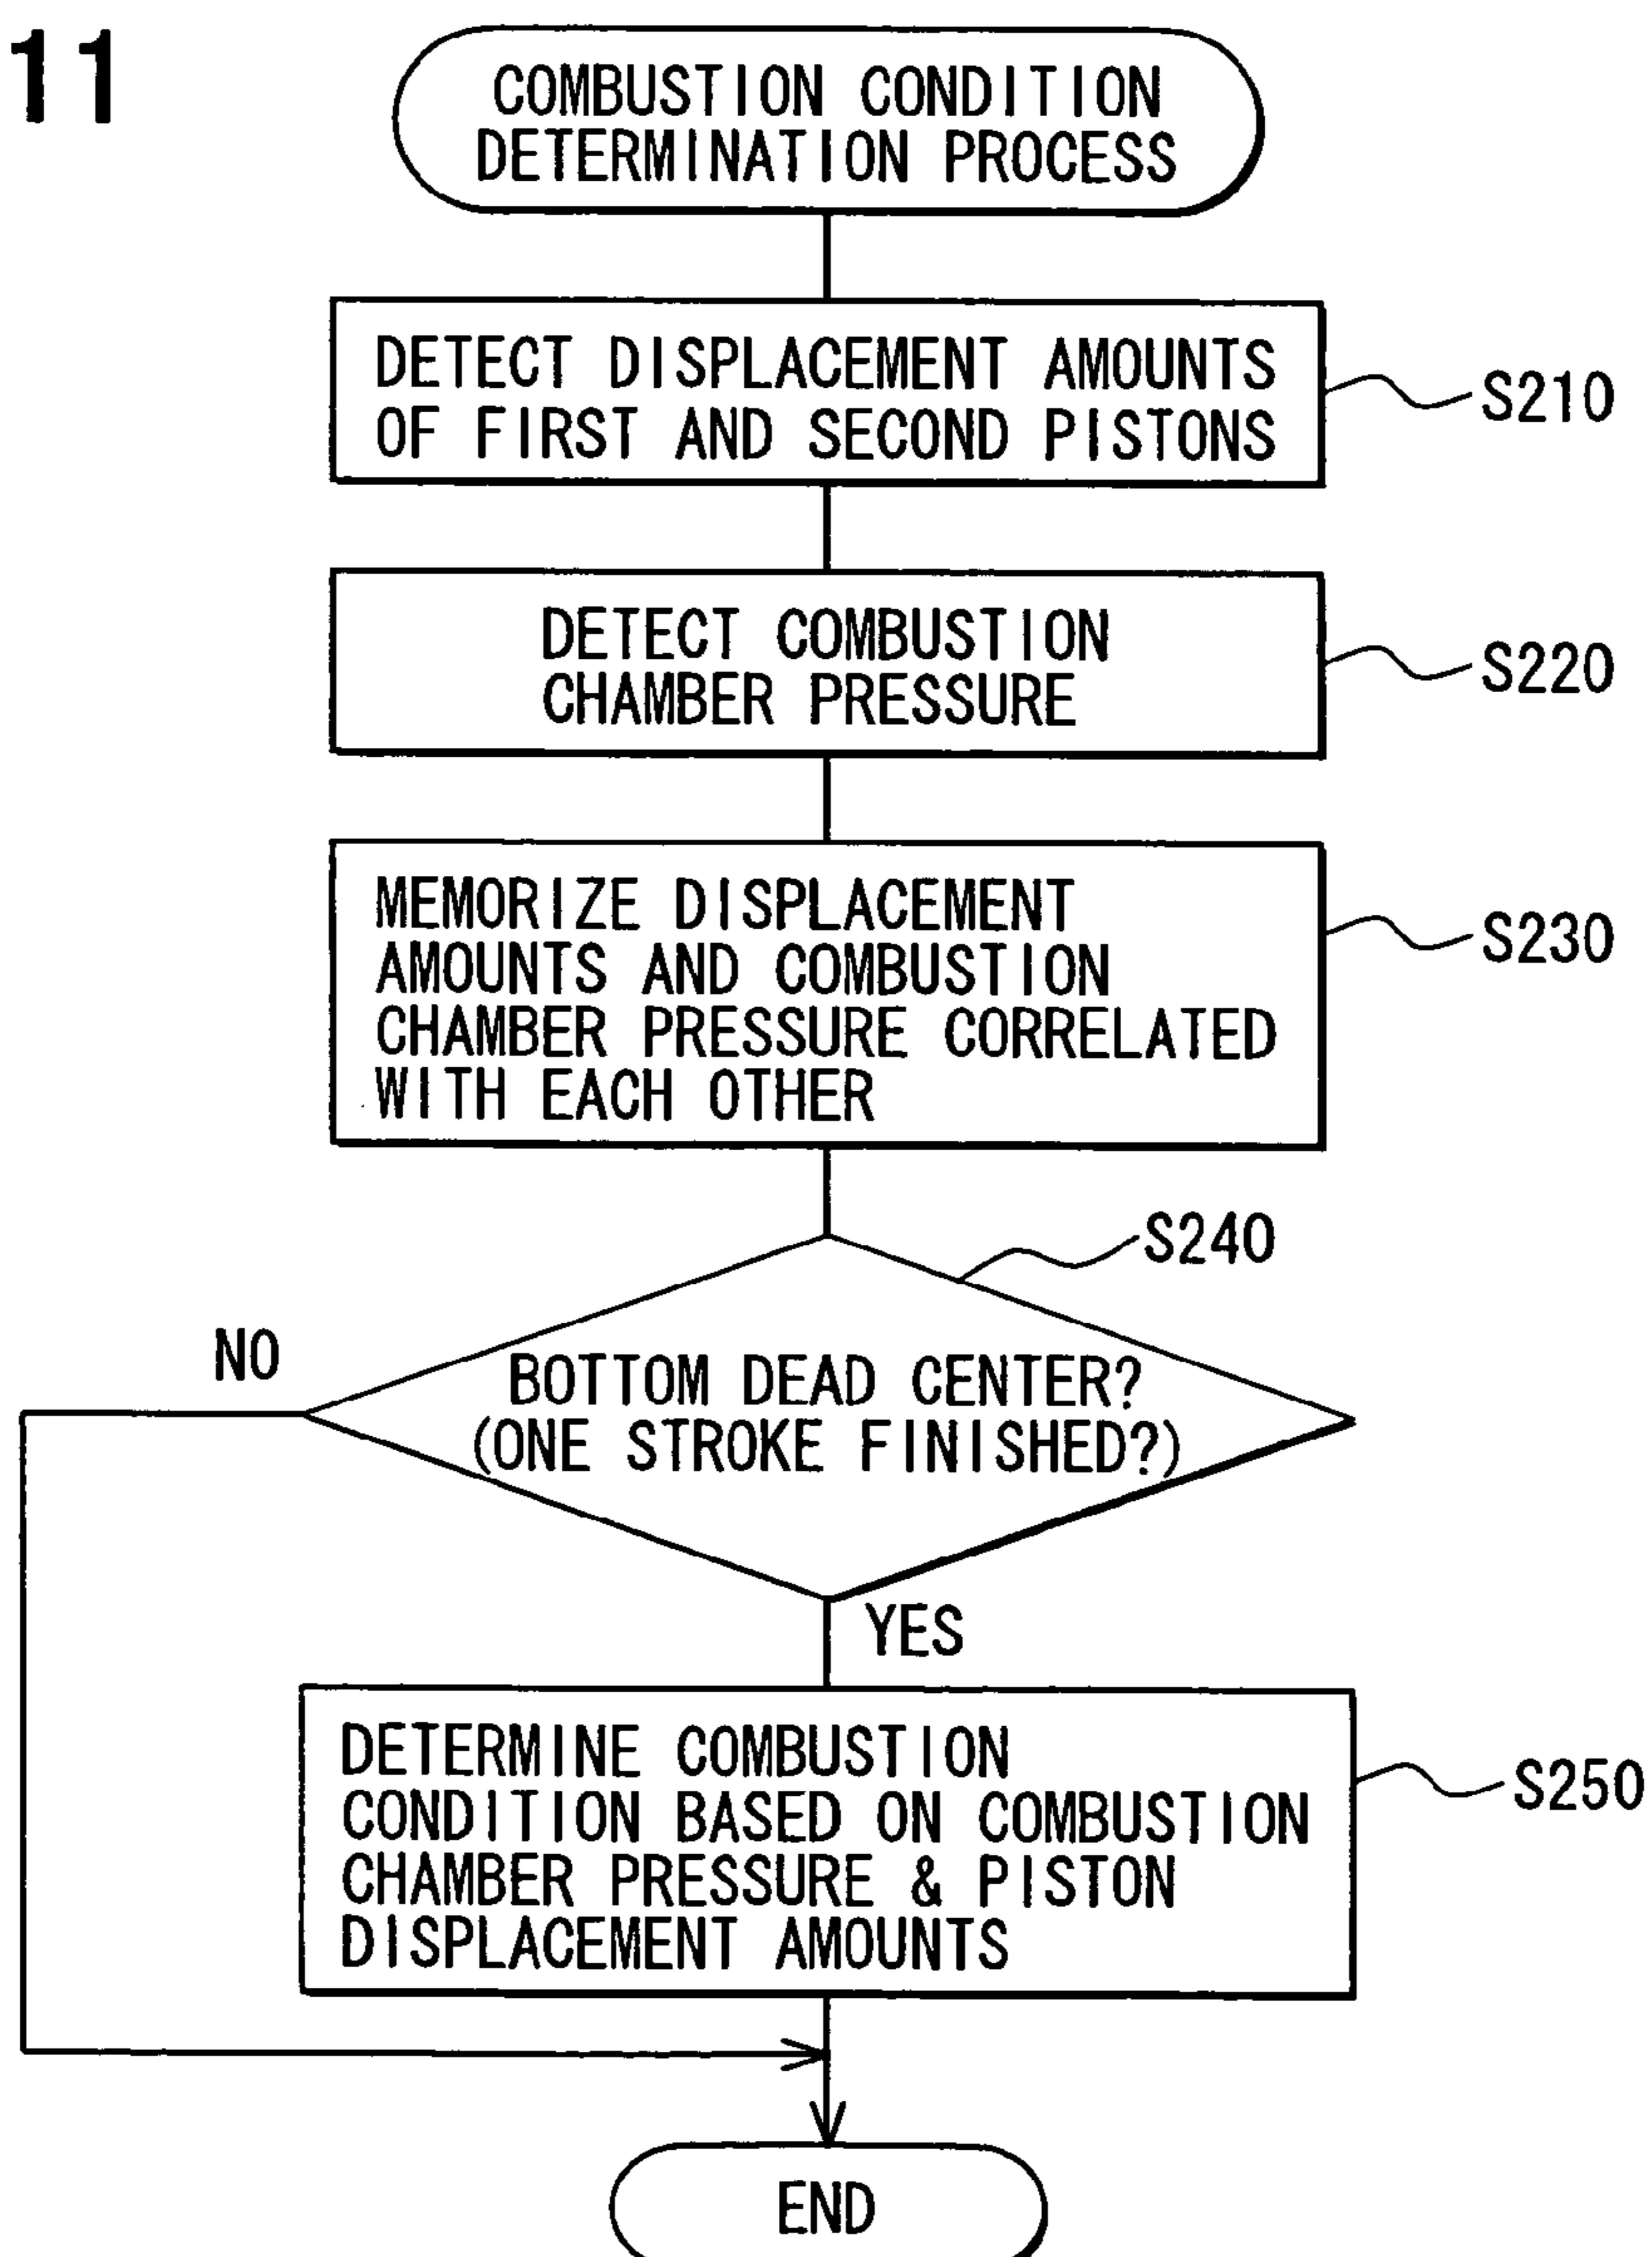 11
COMBUSTION CONDITION
DETERMINATION PROCESS
DETECT DISPLACEMENT AMOUNTS
OF FIRST AND SECOND PISTONS
S210
DETECT COMBUSTION
CHAMBER PRESSURE
S220
MEMORIZE DISPLACEMENT
AMOUNTS AND COMBUSTION
CHAMBER PRESSURE CORRELATED
WITH EACH OTHER
S230
S240
NO
BOTTOM DEAD CENTER?
(ONE STROKE FINISHED?)
YES
DETERMINE COMBUSTION
CONDITION BASED ON COMBUSTION
CHAMBER PRESSURE & PISTON
DISPLACEMENT AMOUNTS
S250
END